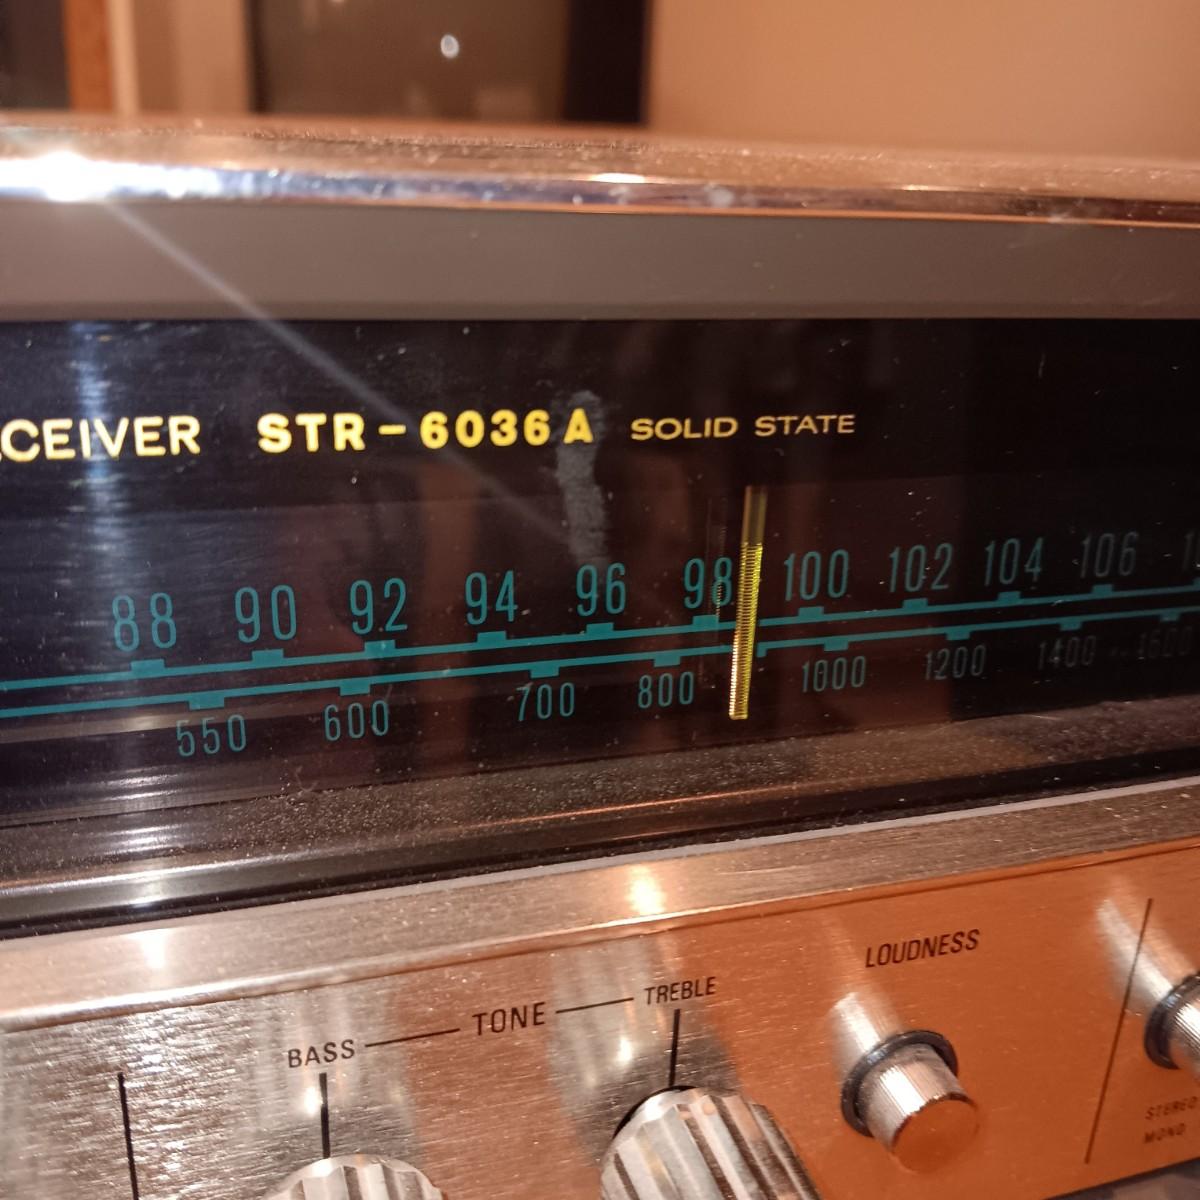 CEIVER STR-6036A SOLID STATE
88 90 92 94 96 98 100 102 104 106
550 600 700 800 1000 1200 1400 1600
LOUDNESS
BASS TONE TREBLE
STEREO
MONO